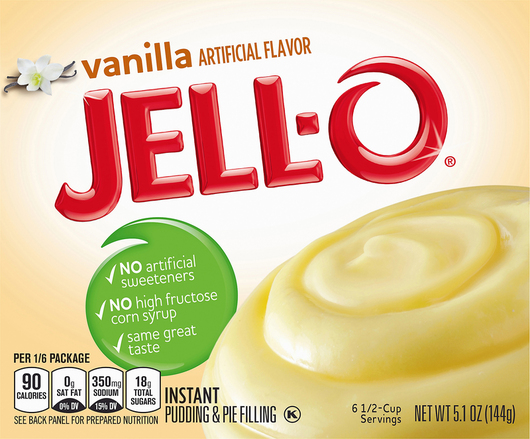 vanilla ARTIFICIAL FLAVOR
JELL-O®
✓NO artificial
sweeteners
✓NO high fructose
corn syrup
✓same great
taste
PER 1/6 PACKAGE
90
CALORIES
0g
SAT FAT
0% DV
350mg
SODIUM
15% DV
18g
TOTAL
SUGARS
SEE BACK PANEL FOR PREPARED NUTRITION
INSTANT
PUDDING & PIE FILLING K
6 1/2-Cup
Servings
NET WT 5.1 OZ (144g)